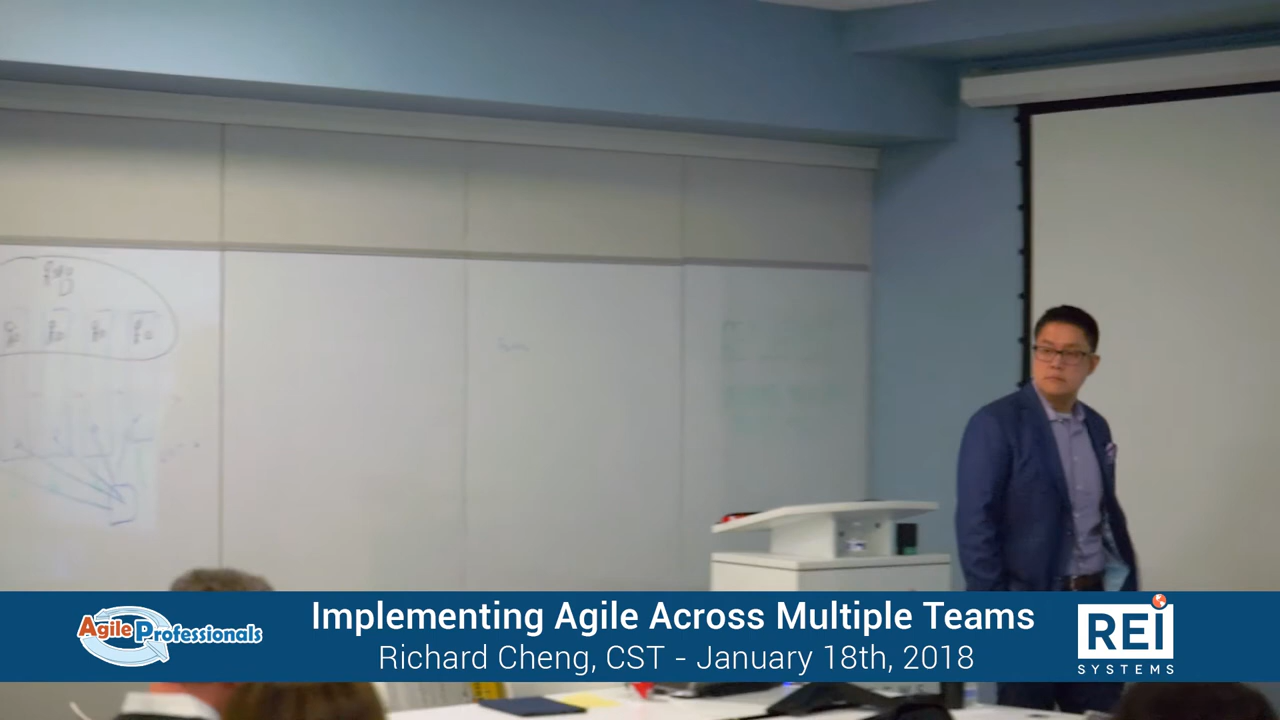 Agile Professionals
Implementing Agile Across Multiple Teams
Richard Cheng, CST - January 18th, 2018
REI
SYSTEMS